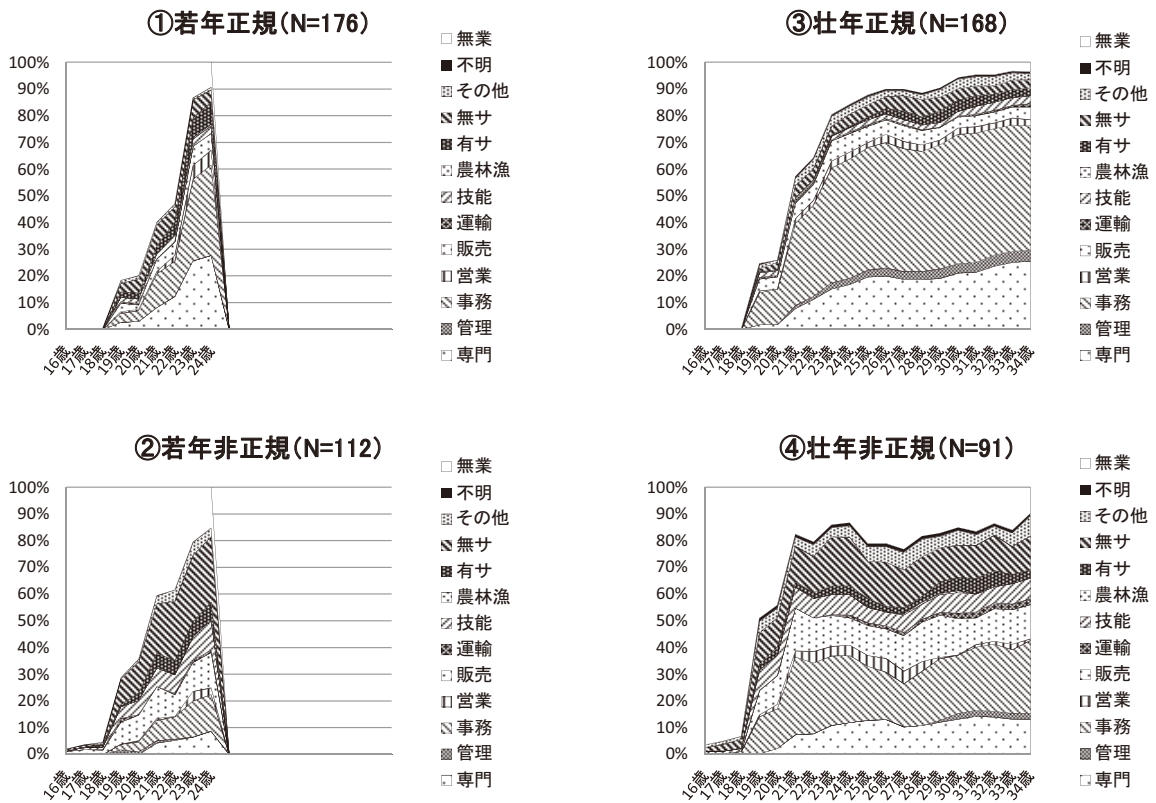 ①若年正規(N=176)
100%
90%
80%
70%
60%
50%
40%
30%
20%
10%
0%
16歳
17歳
18歳
19歳
20歳
21歳
22歳
23歳
24歳
無業
不明
その他
無サ
有サ
農林漁
技能
運輸
販売
営業
事務
管理
専門
③壮年正規(N=168)
100%
90%
80%
70%
60%
50%
40%
30%
20%
10%
0%
16歳
17歳
18歳
19歳
20歳
21歳
22歳
23歳
24歳
25歳
26歳
27歳
28歳
29歳
30歳
31歳
32歳
33歳
34歳
無業
不明
その他
無サ
有サ
農林漁
技能
運輸
販売
営業
事務
管理
専門
②若年非正規(N=112)
100%
90%
80%
70%
60%
50%
40%
30%
20%
10%
0%
16歳
17歳
18歳
19歳
20歳
21歳
22歳
23歳
24歳
無業
不明
その他
無サ
有サ
農林漁
技能
運輸
販売
営業
事務
管理
専門
④壮年非正規(N=91)
100%
90%
80%
70%
60%
50%
40%
30%
20%
10%
0%
16歳
17歳
18歳
19歳
20歳
21歳
22歳
23歳
24歳
25歳
26歳
27歳
28歳
29歳
30歳
31歳
32歳
33歳
34歳
無業
不明
その他
無サ
有サ
農林漁
技能
運輸
販売
営業
事務
管理
専門